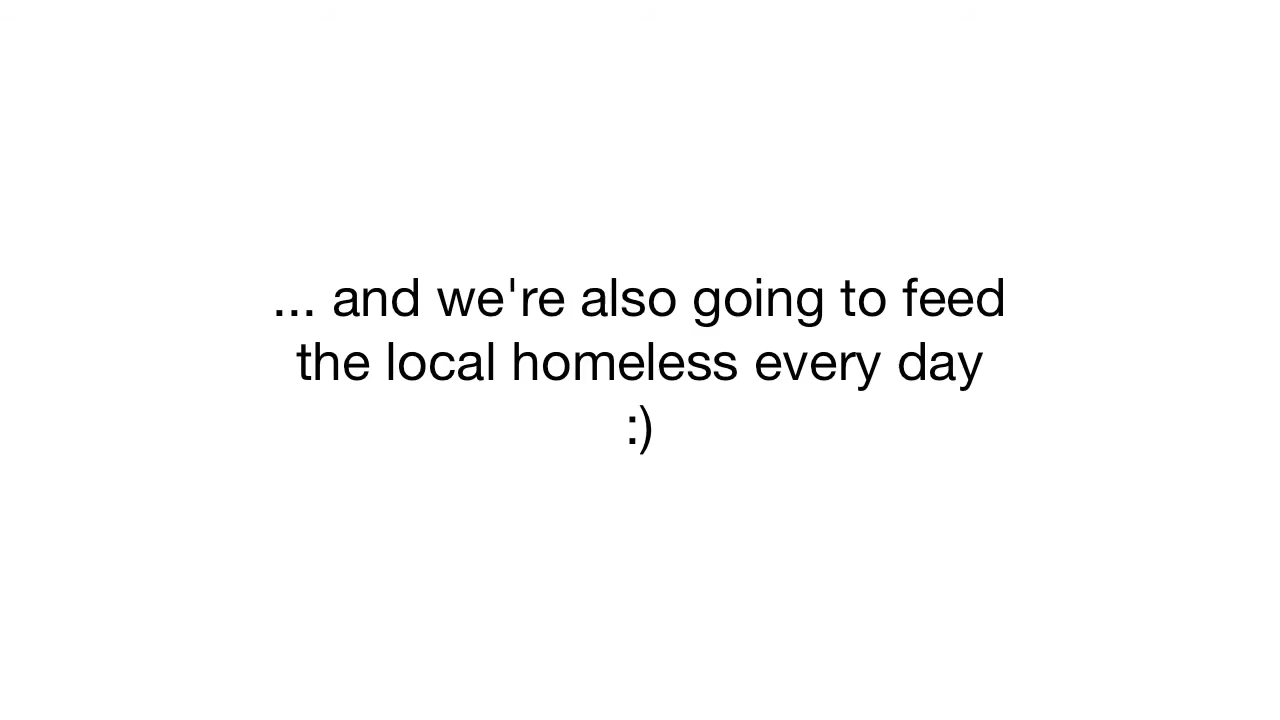 ... and we're also going to feed
the local homeless every day
:)